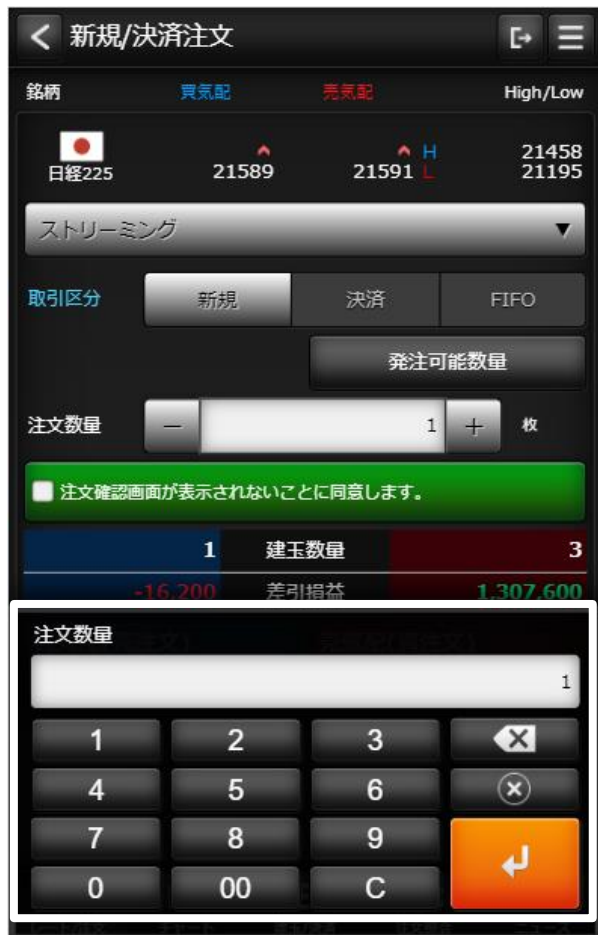 新規/決済注文
銘柄 買気配 売気配 High/Low
日経225 21589 21591 H 21458
L 21195
ストリーミング ▼
取引区分 新規 決済 FIFO
発注可能数量
注文数量 − 1 + 枚
注文確認画面が表示されないことに同意します。
1 建玉数量 3
-16,200 差引損益 1,307,600
注文数量
1
1 2 3
4 5 6
7 8 9
0 00 C